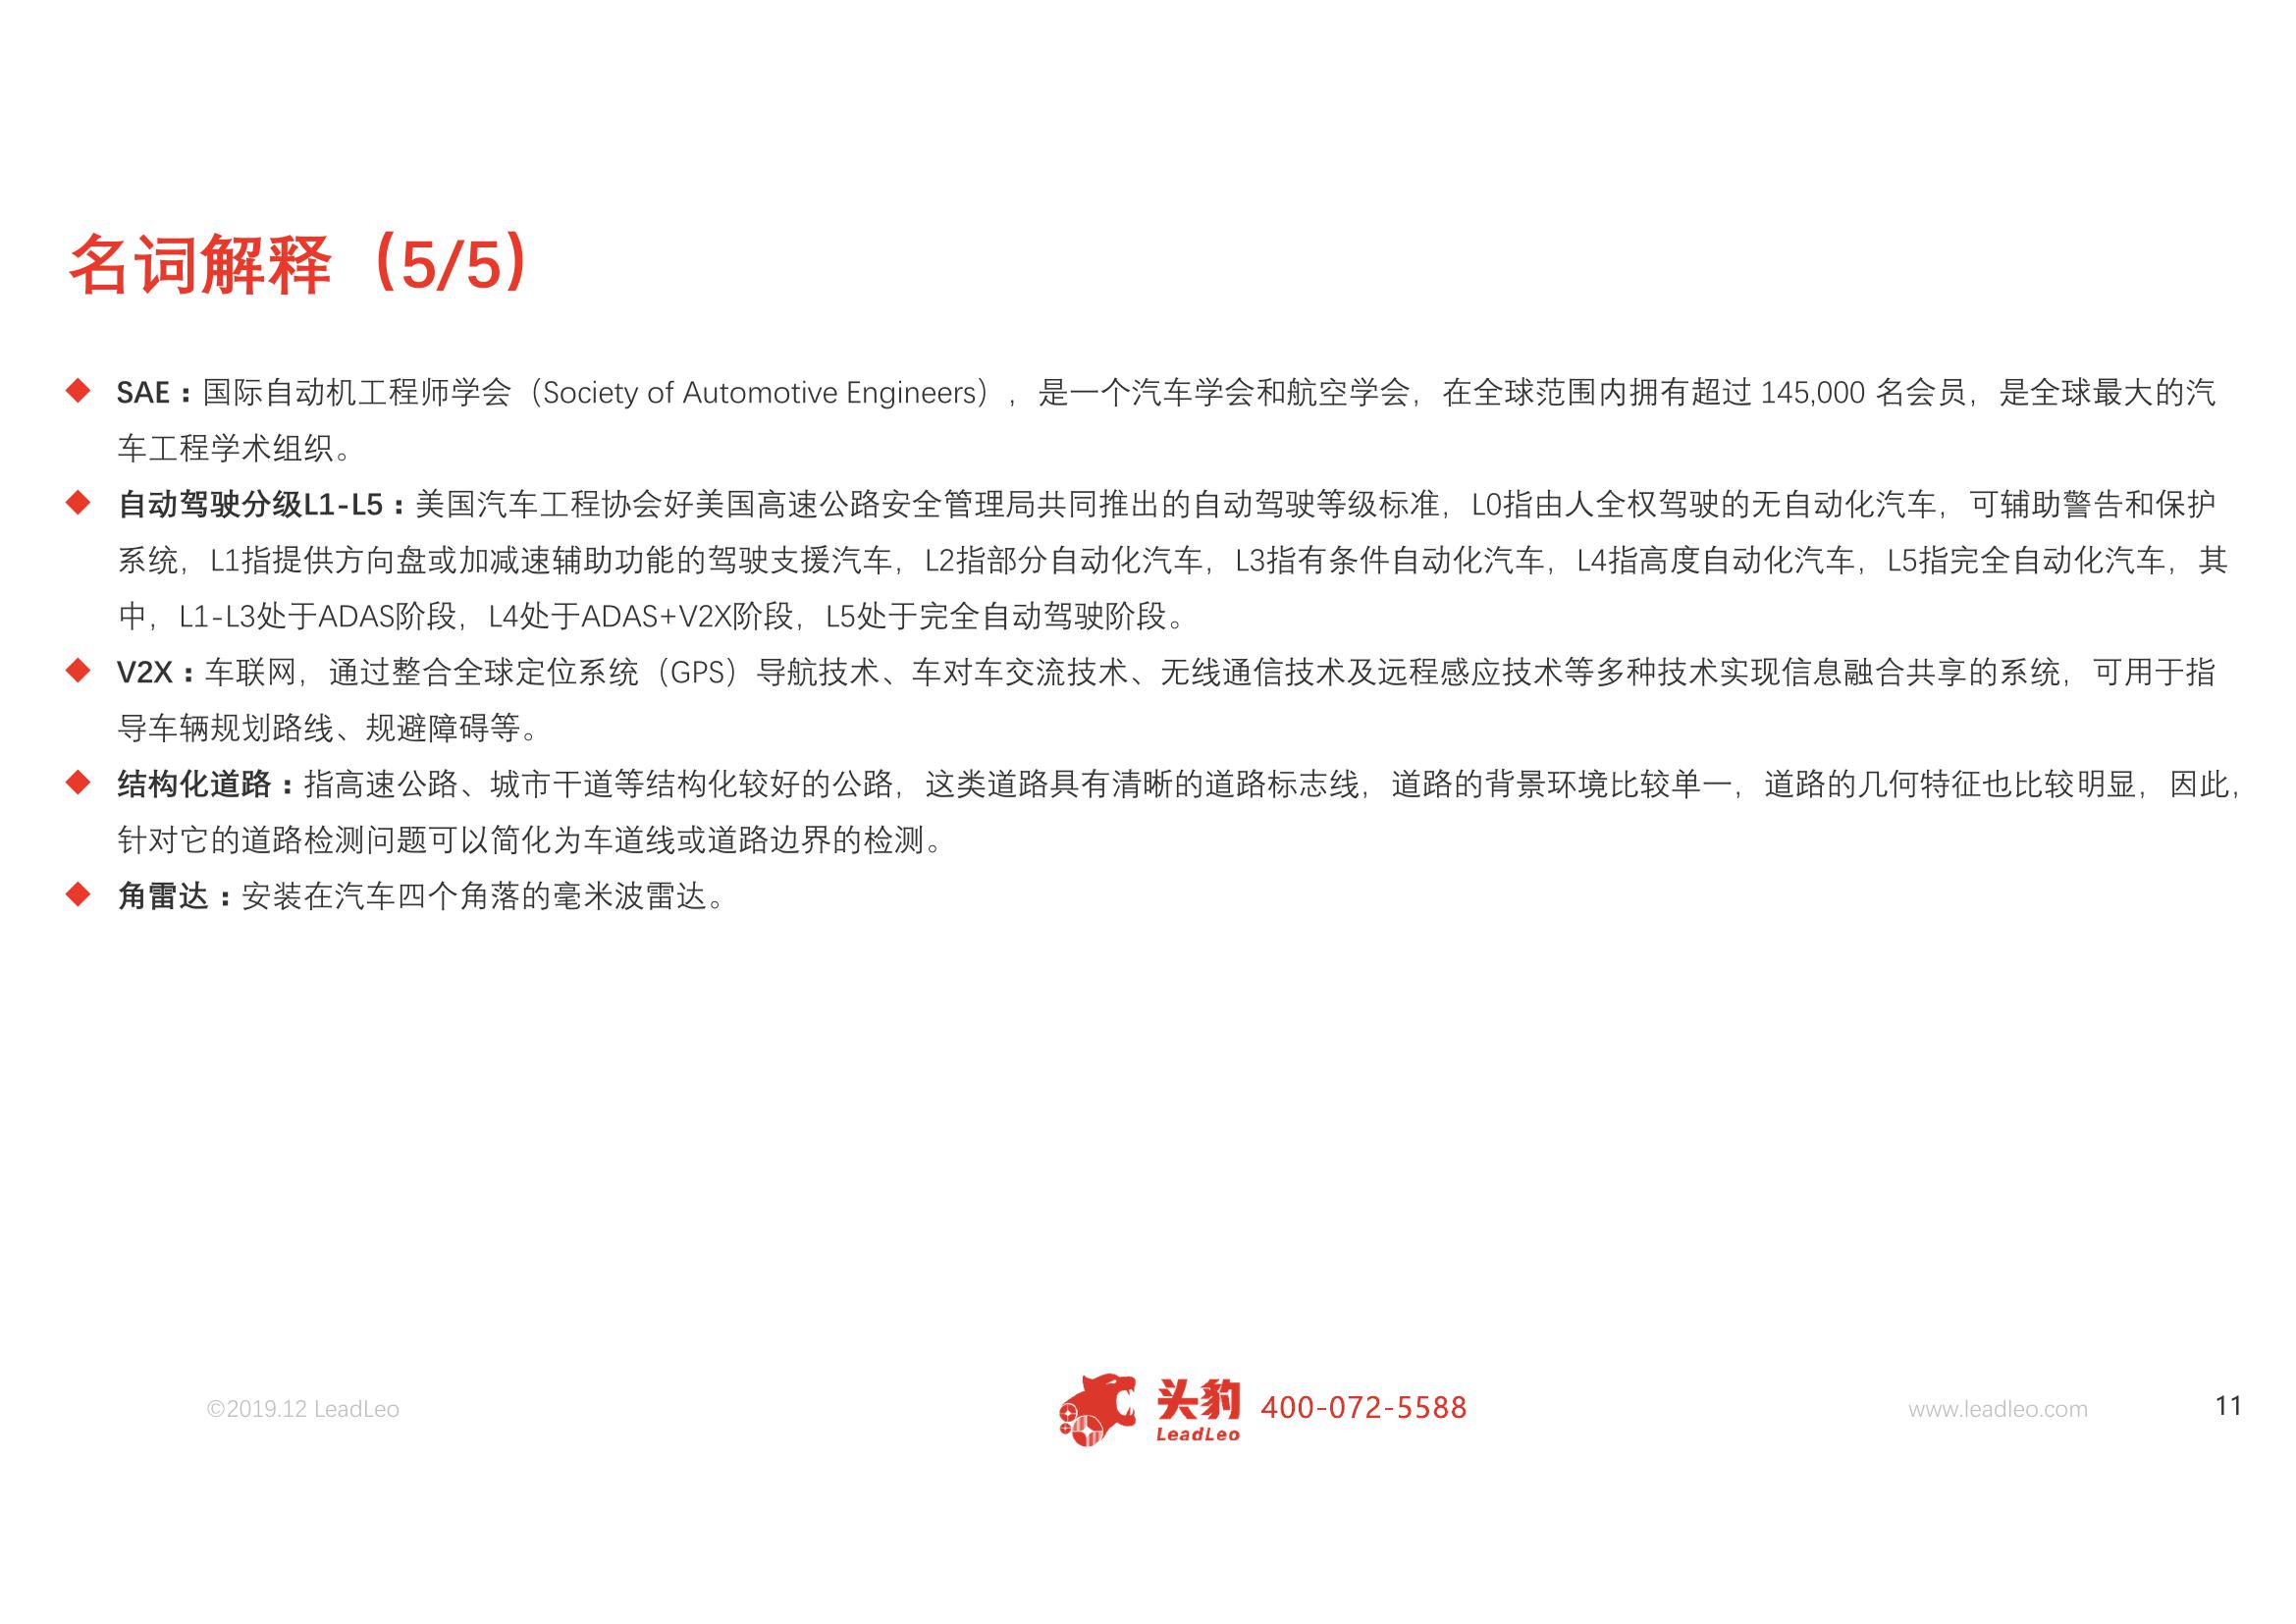 名词解释（5/5）
SAE：国际自动机工程师学会（Society of Automotive Engineers），是一个汽车学会和航空学会，在全球范围内拥有超过 145,000 名会员，是全球最大的汽
车工程学术组织。
自动驾驶分级L1-L5：美国汽车工程协会好美国高速公路安全管理局共同推出的自动驾驶等级标准，L0指由人全权驾驶的无自动化汽车，可辅助警告和保护
系统，L1指提供方向盘或加减速辅助功能的驾驶支援汽车，L2指部分自动化汽车，L3指有条件自动化汽车，L4指高度自动化汽车，L5指完全自动化汽车，其
中，L1-L3处于ADAS阶段，L4处于ADAS+V2X阶段，L5处于完全自动驾驶阶段。
V2X：车联网，通过整合全球定位系统（GPS）导航技术、车对车交流技术、无线通信技术及远程感应技术等多种技术实现信息融合共享的系统，可用于指
导车辆规划路线、规避障碍等。
结构化道路：指高速公路、城市干道等结构化较好的公路，这类道路具有清晰的道路标志线，道路的背景环境比较单一，道路的几何特征也比较明显，因此，
针对它的道路检测问题可以简化为车道线或道路边界的检测。
角雷达：安装在汽车四个角落的毫米波雷达。
©2019.12 LeadLeo
头豹
LeadLeo
400-072-5588
www.leadleo.com
11